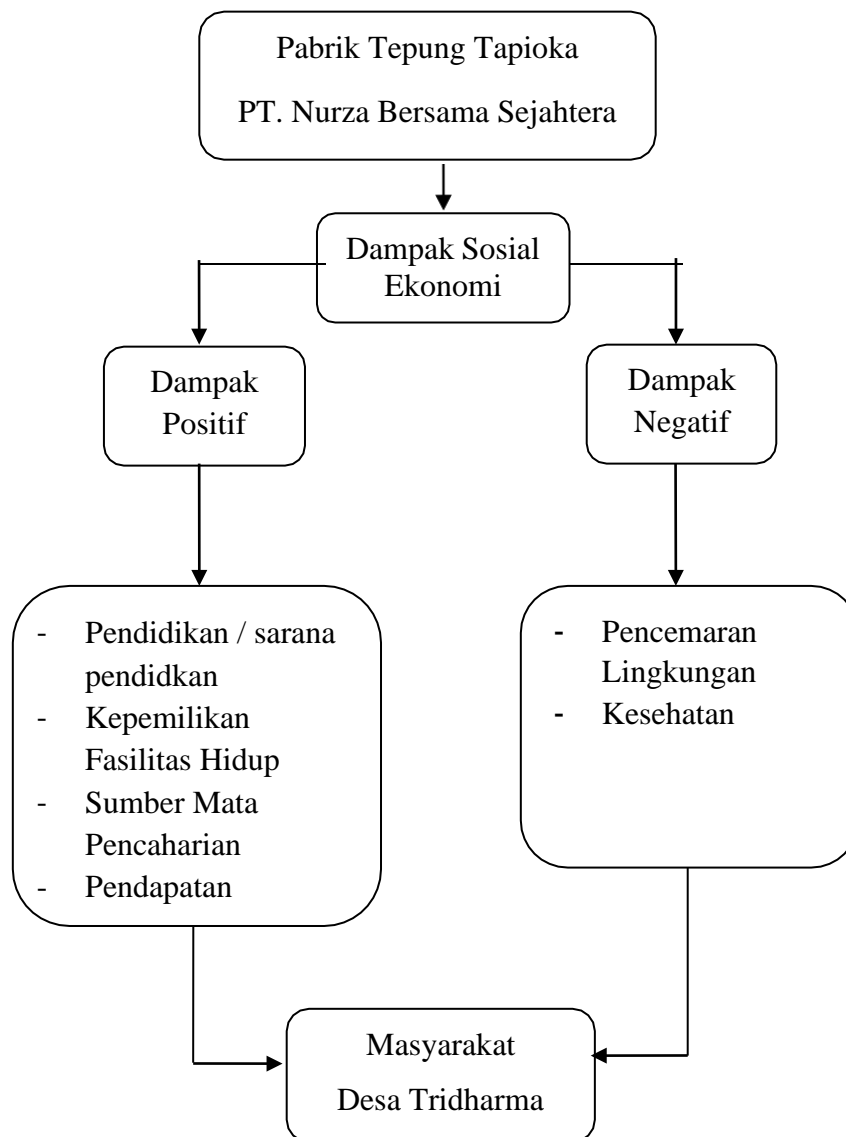 Pabrik Tepung Tapioka
PT. Nurza Bersama Sejahtera
Dampak Sosial
Ekonomi
Dampak
Positif
Dampak
Negatif
- Pendidikan / sarana
pendidkan
- Kepemilikan
Fasilitas Hidup
- Sumber Mata
Pencaharian
- Pendapatan
- Pencemaran
Lingkungan
- Kesehatan
Masyarakat
Desa Tridharma